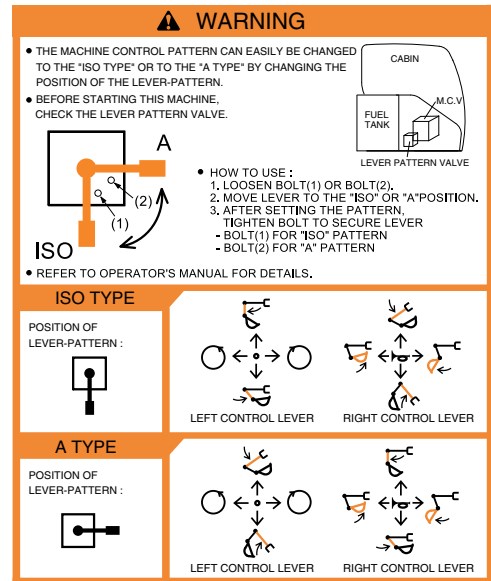 WARNING
● THE MACHINE CONTROL PATTERN CAN EASILY BE CHANGED
TO THE "ISO TYPE" OR TO THE "A TYPE" BY CHANGING THE
POSITION OF THE LEVER-PATTERN.
● BEFORE STARTING THIS MACHINE,
CHECK THE LEVER PATTERN VALVE.
CABIN
M.C.V
FUEL
TANK
LEVER PATTERN VALVE
A
(2)
(1)
ISO
● HOW TO USE :
1. LOOSEN BOLT(1) OR BOLT(2).
2. MOVE LEVER TO THE "ISO" OR "A"POSITION.
3. AFTER SETTING THE PATTERN,
TIGHTEN BOLT TO SECURE LEVER
- BOLT(1) FOR "ISO" PATTERN
- BOLT(2) FOR "A" PATTERN
● REFER TO OPERATOR'S MANUAL FOR DETAILS.
ISO TYPE
POSITION OF
LEVER-PATTERN :
LEFT CONTROL LEVER
RIGHT CONTROL LEVER
A TYPE
POSITION OF
LEVER-PATTERN :
LEFT CONTROL LEVER
RIGHT CONTROL LEVER